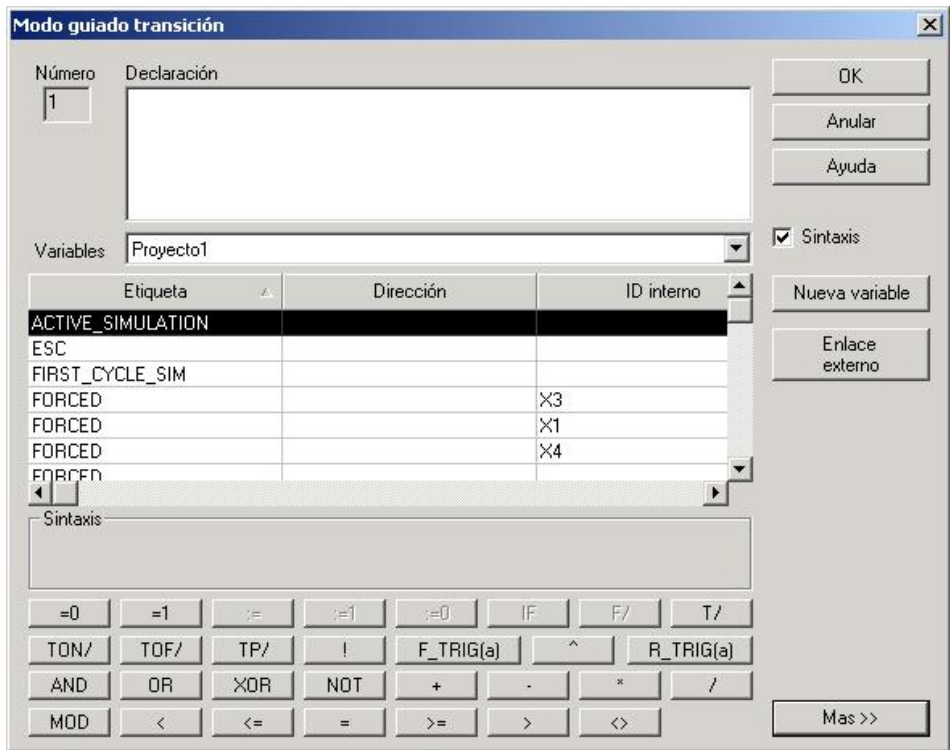 Modo guiado transición
Número Declaración
1
OK
Anular
Ayuda
Variables Proyecto1
Sintaxis
Etiqueta Dirección ID interno
Nueva variable
ACTIVE_SIMULATION
ESC
Enlace
externo
FIRST_CYCLE_SIM
FORCED X3
FORCED X1
FORCED X4
FORCED
Sintaxis
=0 =1 := :=1 :=0 IF F/ T/
TON/ TOF/ TP/ ! F_TRIG(a) ^ R_TRIG(a)
AND OR XOR NOT + - * /
MOD < <= = >= > <>
Mas >>